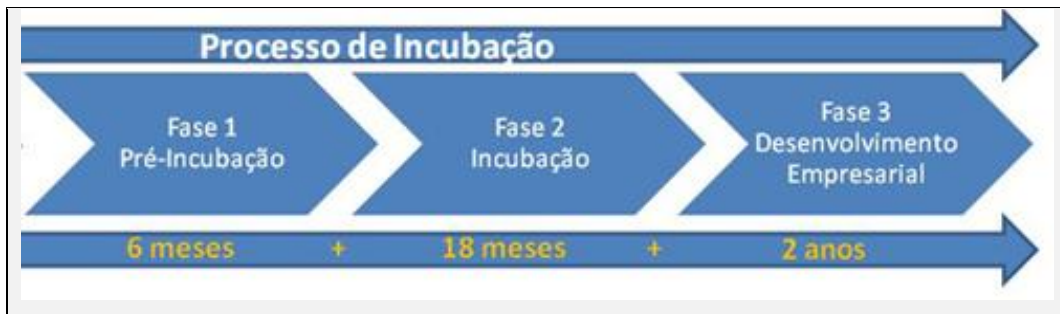 Processo de Incubação
Fase 1
Pré-Incubação
Fase 2
Incubação
Fase 3
Desenvolvimento
Empresarial
6 meses + 18 meses + 2 anos